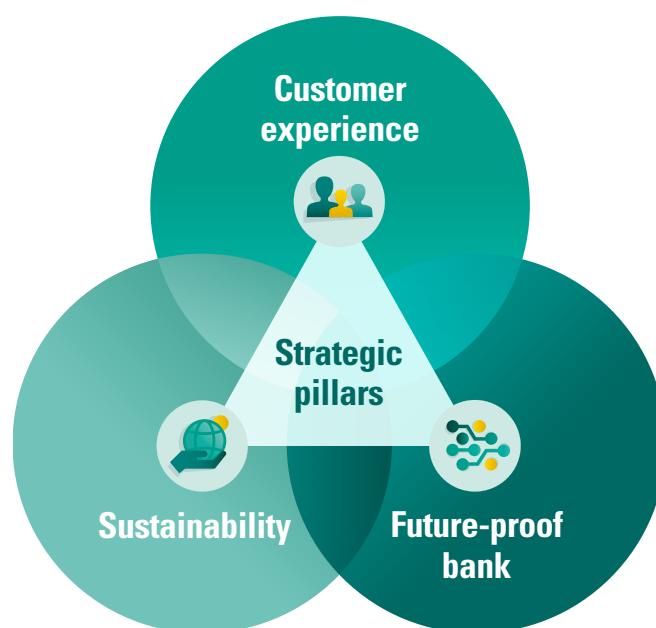 Customer
experience
Strategic
pillars
Sustainability
Future-proof
bank